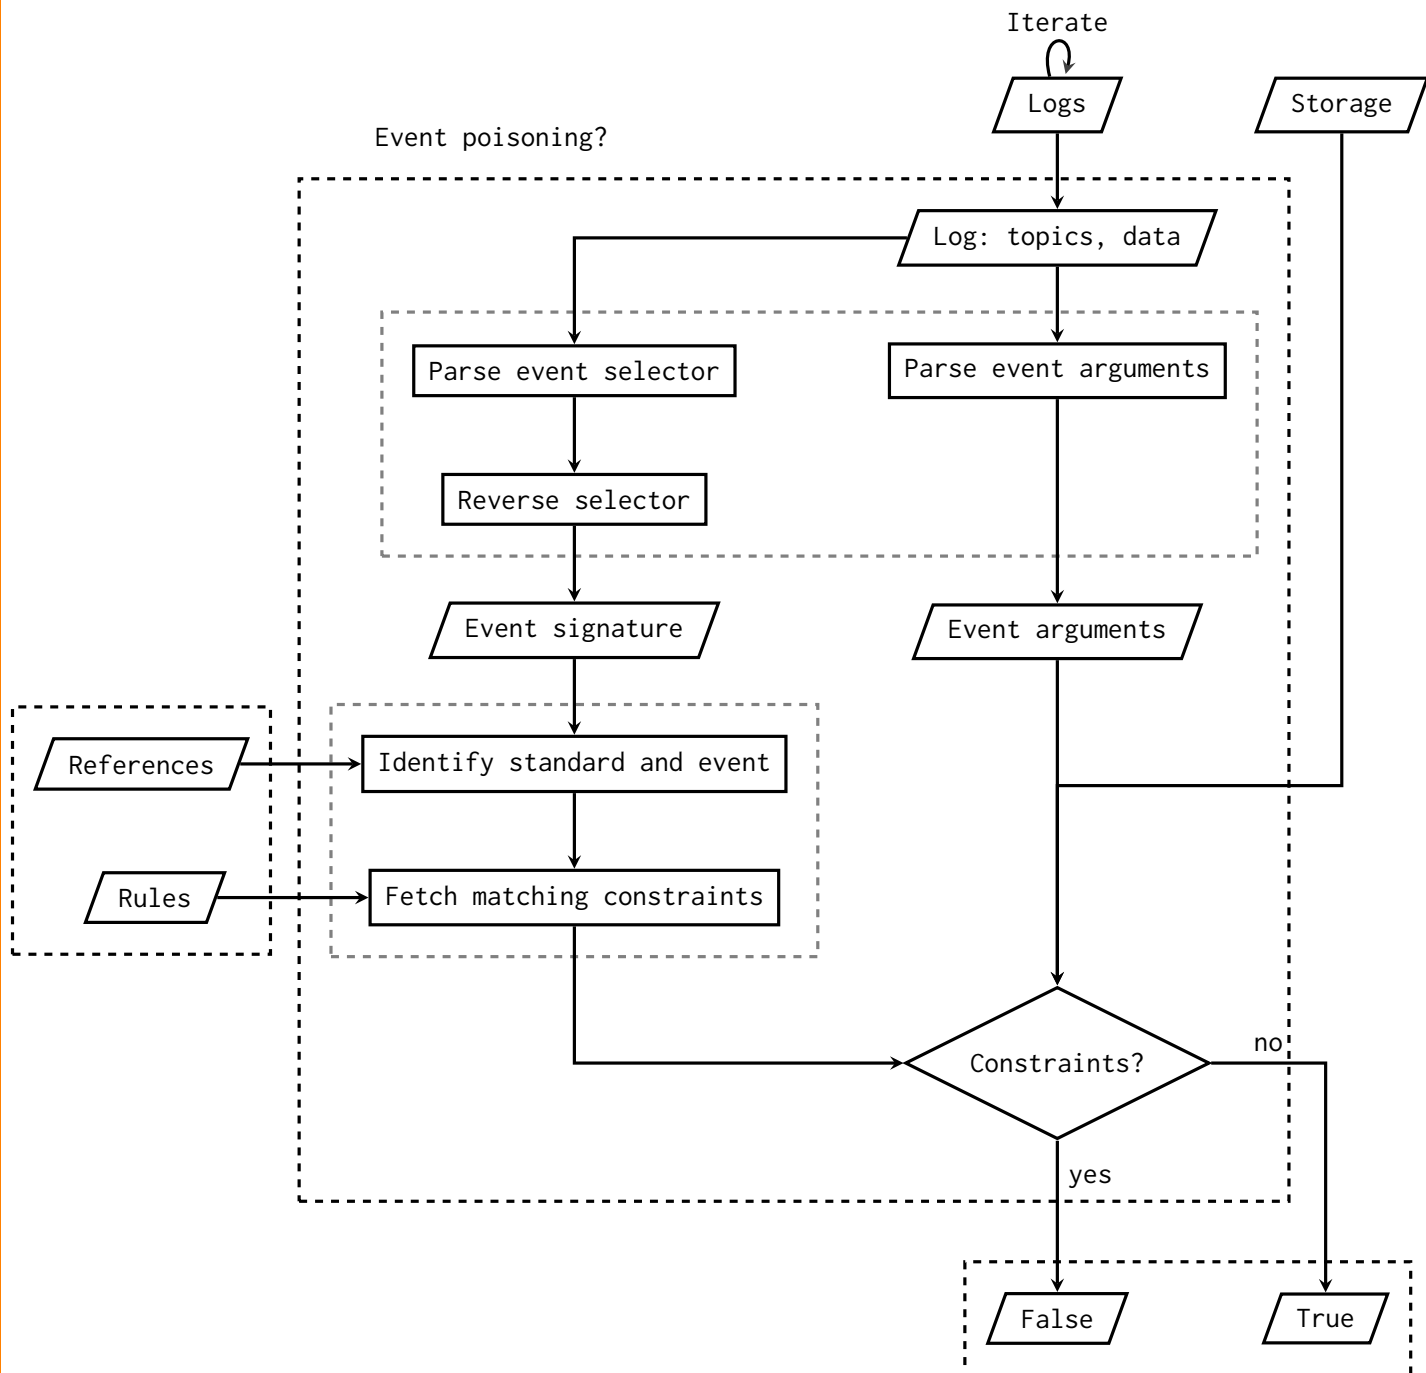 Iterate
Logs
Storage
Event poisoning?
Log: topics, data
Parse event selector
Parse event arguments
Reverse selector
Event signature
Event arguments
References
Identify standard and event
Rules
Fetch matching constraints
Constraints?
no
yes
False
True